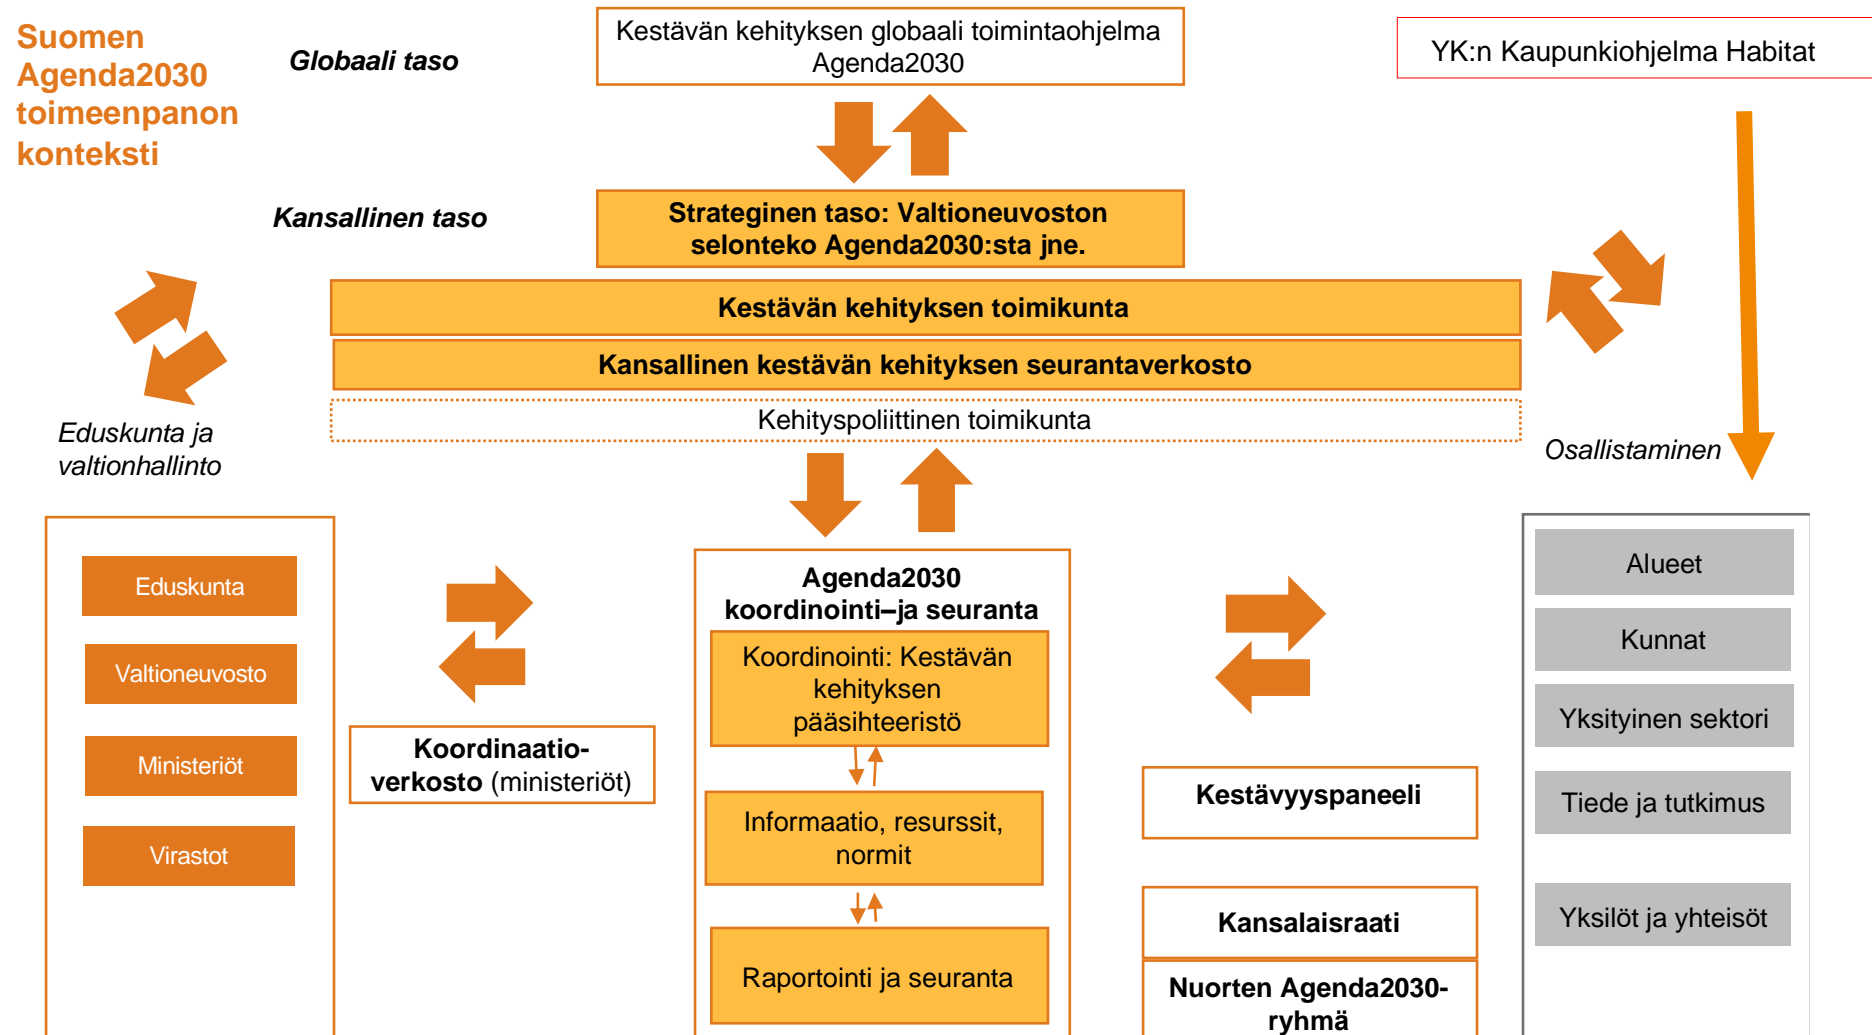 Suomen
Agenda2030
toimeenpanon
konteksti
Globaali taso
Kestävän kehityksen globaali toimintaohjelma
Agenda2030
YK:n Kaupunkiohjelma Habitat
Kansallinen taso
Strateginen taso: Valtioneuvoston
selonteko Agenda2030:sta jne.
Kestävän kehityksen toimikunta
Kansallinen kestävän kehityksen seurantaverkosto
Kehityspoliittinen toimikunta
Eduskunta ja
valtionhallinto
Osallistaminen
Eduskunta
Valtioneuvosto
Ministeriöt
Virastot
Koordinaatio-
verkosto (ministeriöt)
Agenda2030
koordinointi–ja seuranta
Koordinointi: Kestävän
kehityksen
pääsihteeristö
Informaatio, resurssit,
normit
Raportointi ja seuranta
Kestävyyspaneeli
Kansalaisraati
Nuorten Agenda2030-
ryhmä
Alueet
Kunnat
Yksityinen sektori
Tiede ja tutkimus
Yksilöt ja yhteisöt